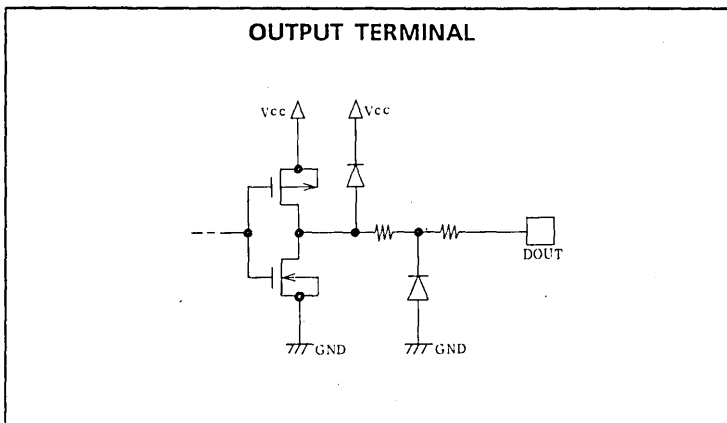 OUTPUT TERMINAL
Vcc
Vcc
DOUT
GND
GND